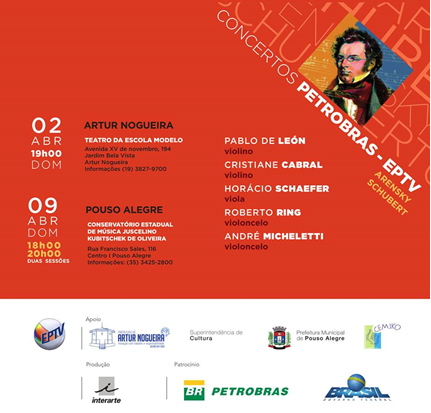 CONCERTOS PETROBRAS - EPTV
ARENSKY
SCHUBERT
02
ABR
19h00
DOM
ARTUR NOGUEIRA
TEATRO DA ESCOLA MODELO
Avenida XV de novembro, 194
Jardim Bela Vista
Artur Nogueira
Informações (19) 3827-9700
09
ABR
DOM
18h00
20h00
DUAS SESSÕES
POUSO ALEGRE
CONSERVATÓRIO ESTADUAL
DE MÚSICA JUSCELINO
KUBITSCHEK DE OLIVEIRA
Rua Francisco Sales, 116
Centro I Pouso Alegre
Informações: (35) 3425-2800
PABLO DE LEÓN
violino
CRISTIANE CABRAL
violino
HORÁCIO SCHAEFER
viola
ROBERTO RING
violoncelo
ANDRÉ MICHELETTI
violoncelo
Apoio
EPTV
ARTUR NOGUEIRA
Superintendência de
Cultura
Prefeitura Municipal
de Pouso Alegre
Produção
interarte
Patrocínio
BR PETROBRAS
BRASIL
GOVERNO FEDERAL